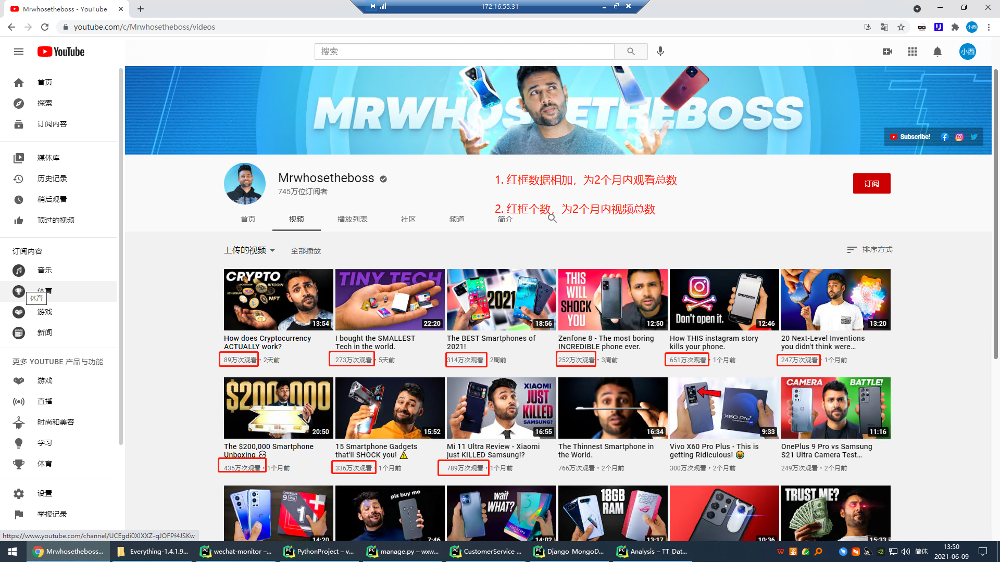 Mrwhosetheboss - YouTube
172.16.55.31
youtube.com/c/Mrwhosetheboss/videos
小西
YouTube
搜索
小西
首页
探索
订阅内容
媒体库
历史记录
稍后观看
顶过的视频
订阅内容
音乐
体育
体育
游戏
新闻
更多 YOUTUBE 产品与功能
游戏
直播
时尚和美容
学习
体育
设置
举报记录
MRWHOSETHEBOSS
Subscribe!
Mrwhosetheboss
745万位订阅者
1. 红框数据相加，为2个月内观看总数
2. 红框个数，为2个月内视频总数
订阅
首页 视频 播放列表 社区 频道 简介
上传的视频 全部播放 排序方式
CRYPTO
DOGECOIN
BITCOIN
ETHEREUM
NFT
13:54
How does Cryptocurrency
ACTUALLY work?
89万次观看 • 2天前
TINY TECH
22:20
I bought the SMALLEST
Tech in the world.
273万次观看 • 5天前
2021
18:56
The BEST Smartphones of
2021!
314万次观看 2周前
THIS
WILL
SHOCK
YOU
12:50
Zenfone 8 - The most boring
INCREDIBLE phone ever.
252万次观看 • 3周前
Don't open it.
12:46
How THIS instagram story
kills your phone.
651万次观看 • 1个月前
13:20
20 Next-Level Inventions
you didn't think were...
247万次观看 • 1个月前
$200,000
20:50
The $200,000 Smartphone
Unboxing 💀
435万次观看 • 1个月前
15:52
15 Smartphone Gadgets
that'll SHOCK you! ⚠️
336万次观看 • 1个月前
XIAOMI
JUST
KILLED
SAMSUNG?
16:55
Mi 11 Ultra Review - Xiaomi
just KILLED Samsung!?
789万次观看 • 1个月前
16:34
The Thinnest Smartphone in
the World.
766万次观看 • 2个月前
X60 Pro+
9:33
Vivo X60 Pro Plus - This is
getting Ridiculous! 😂
300万次观看 • 2个月前
CAMERA BATTLE!
11:16
OnePlus 9 Pro vs Samsung
S21 Ultra Camera Test...
249万次观看 • 2个月前
ONEPLUS
9 Pro
14:20
plz buy me
7:46
wait
WHAT?
Find X3 Pro
14:02
18GB
RAM
13:17
10:36
TRUST ME?
15:33
https://www.youtube.com/channel/UCEgdi0XIXXZ-qJOFPf4JSKw
Mrwhosetheboss...
Everything-1.4.1.9...
wechat-monitor –...
PythonProject – v...
manage.py – wxw...
CustomerService ...
Django_MongoD...
Analysis – TT_Dat...
简体
13:50
2021-06-09